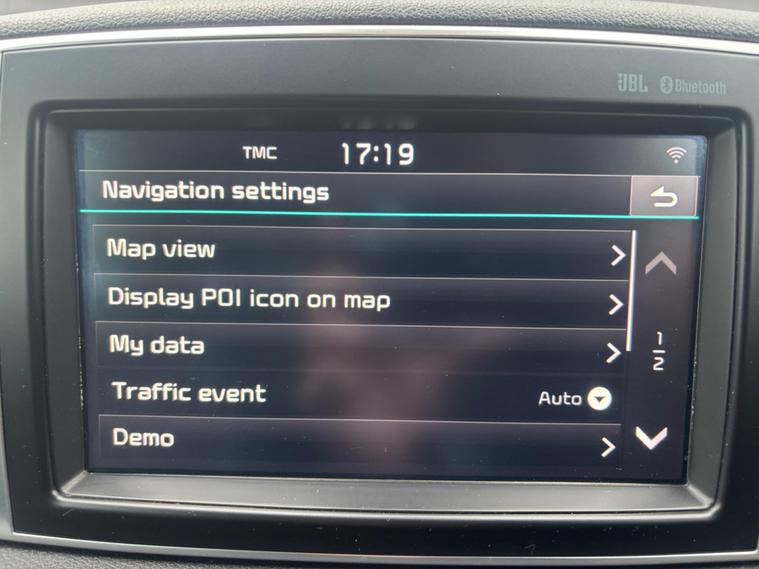 JBL Bluetooth
TMC 17:19
Navigation settings
Map view
Display POI icon on map
My data
1
2
Traffic event Auto
Demo